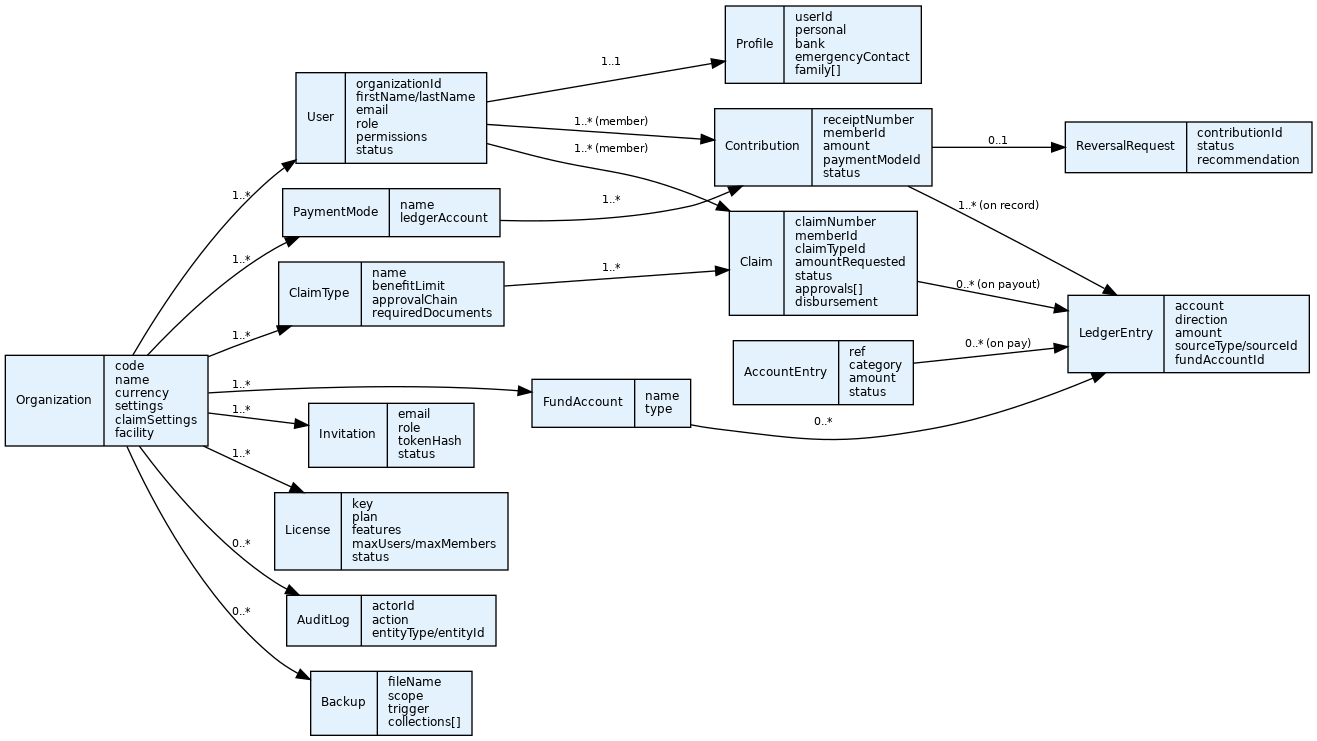 Profile
userId
personal
bank
emergencyContact
family[]
1..1
User
organizationId
firstName/lastName
email
role
permissions
status
1..* (member)
1..* (member)
Contribution
receiptNumber
memberId
amount
paymentModeId
status
0..1
ReversalRequest
contributionId
status
recommendation
1..*
PaymentMode
name
ledgerAccount
1..*
1..* (on record)
Claim
claimNumber
memberId
claimTypeId
amountRequested
status
approvals[]
disbursement
1..*
ClaimType
name
benefitLimit
approvalChain
requiredDocuments
1..*
0..* (on payout)
LedgerEntry
account
direction
amount
sourceType/sourceId
fundAccountId
1..*
AccountEntry
ref
category
amount
status
0..* (on pay)
Organization
code
name
currency
settings
claimSettings
facility
1..*
FundAccount
name
type
0..*
1..*
Invitation
email
role
tokenHash
status
1..*
License
key
plan
features
maxUsers/maxMembers
status
0..*
AuditLog
actorId
action
entityType/entityId
0..*
Backup
fileName
scope
trigger
collections[]